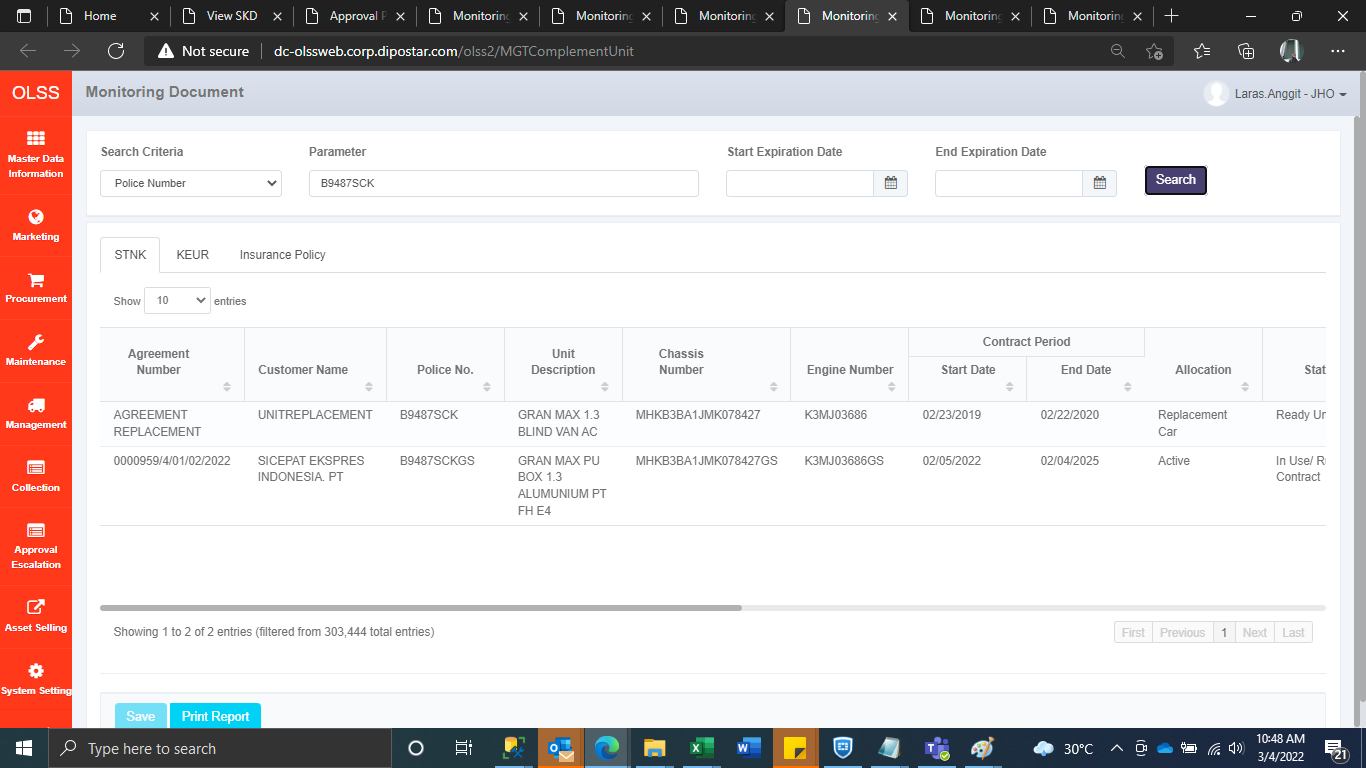 Home
View SKD
Approval P
Monitoring
Monitoring
Monitoring
Monitoring
Monitoring
Monitoring
Not secure
dc-olssweb.corp.dipostar.com/olss2/MGTComplementUnit
OLSS
Monitoring Document
Laras.Anggit - JHO
Master Data
Information
Marketing
Procurement
Maintenance
Management
Collection
Approval
Escalation
Asset Selling
System Setting
Search Criteria
Parameter
Start Expiration Date
End Expiration Date
Police Number
B9487SCK
Search
STNK
KEUR
Insurance Policy
Show 10 entries
Agreement
Number
Customer Name
Police No.
Unit
Description
Chassis
Number
Engine Number
Contract Period
Start Date
End Date
Allocation
Stat
AGREEMENT
REPLACEMENT
UNITREPLACEMENT
B9487SCK
GRAN MAX 1.3
BLIND VAN AC
MHKB3BA1JMK078427
K3MJ03686
02/23/2019
02/22/2020
Replacement
Car
Ready Un
0000959/4/01/02/2022
SICEPAT EKSPRES
INDONESIA. PT
B9487SCKGS
GRAN MAX PU
BOX 1.3
ALUMUNIUM PT
FH E4
MHKB3BA1JMK078427GS
K3MJ03686GS
02/05/2022
02/04/2025
Active
In Use/ R
Contract
Showing 1 to 2 of 2 entries (filtered from 303,444 total entries)
First
Previous
1
Next
Last
Save
Print Report
Type here to search
30°C
10:48 AM
3/4/2022
21